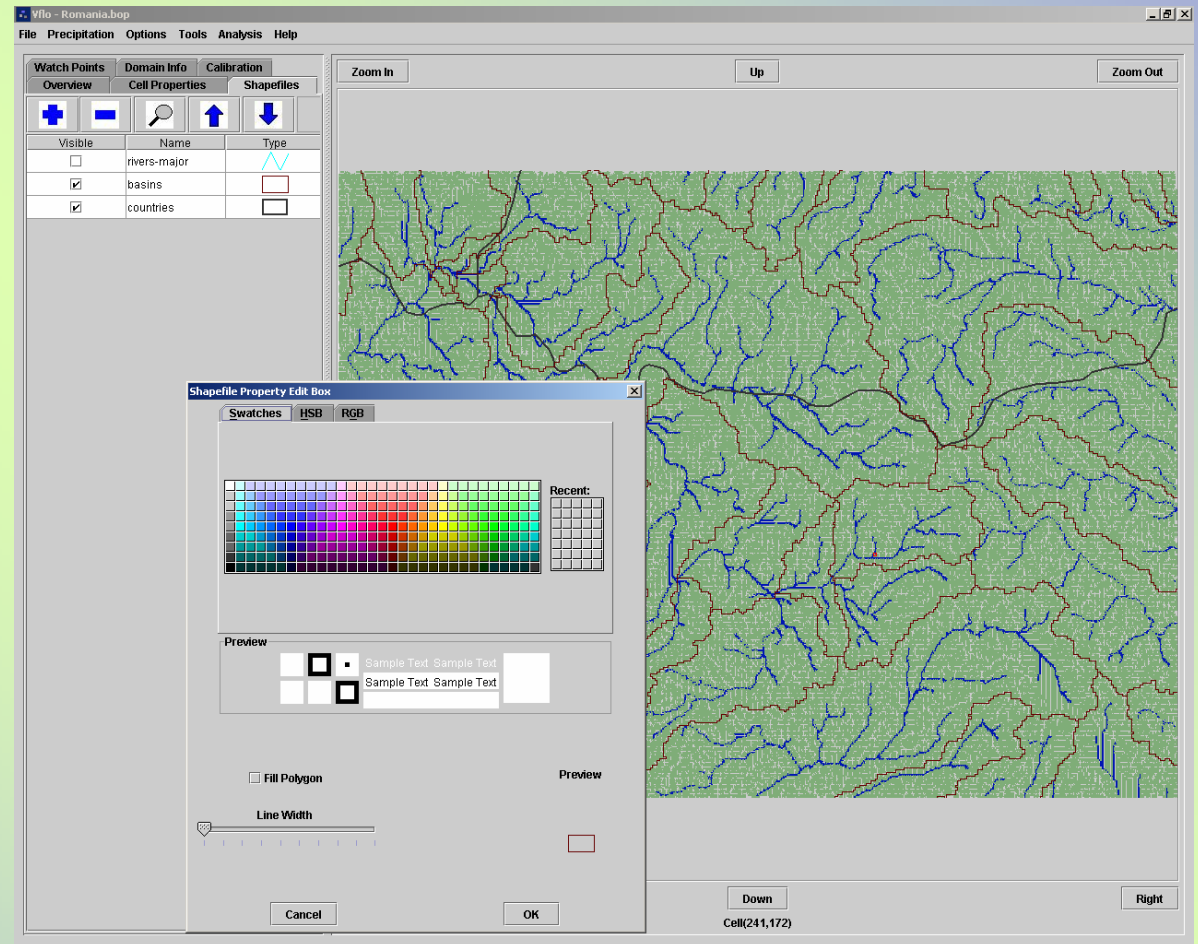 Vflo - Romania.bop
File Precipitation Options Tools Analysis Help
Watch Points Domain Info Calibration
Overview Cell Properties Shapefiles
Visible Name Type
rivers-major
basins
countries
Zoom In Up Zoom Out
Shapefile Property Edit Box
Swatches HSB RGB
Recent:
Preview
Sample Text Sample Text
Sample Text Sample Text
Fill Polygon
Preview
Line Width
Cancel OK
Down Right
Cell(241,172)